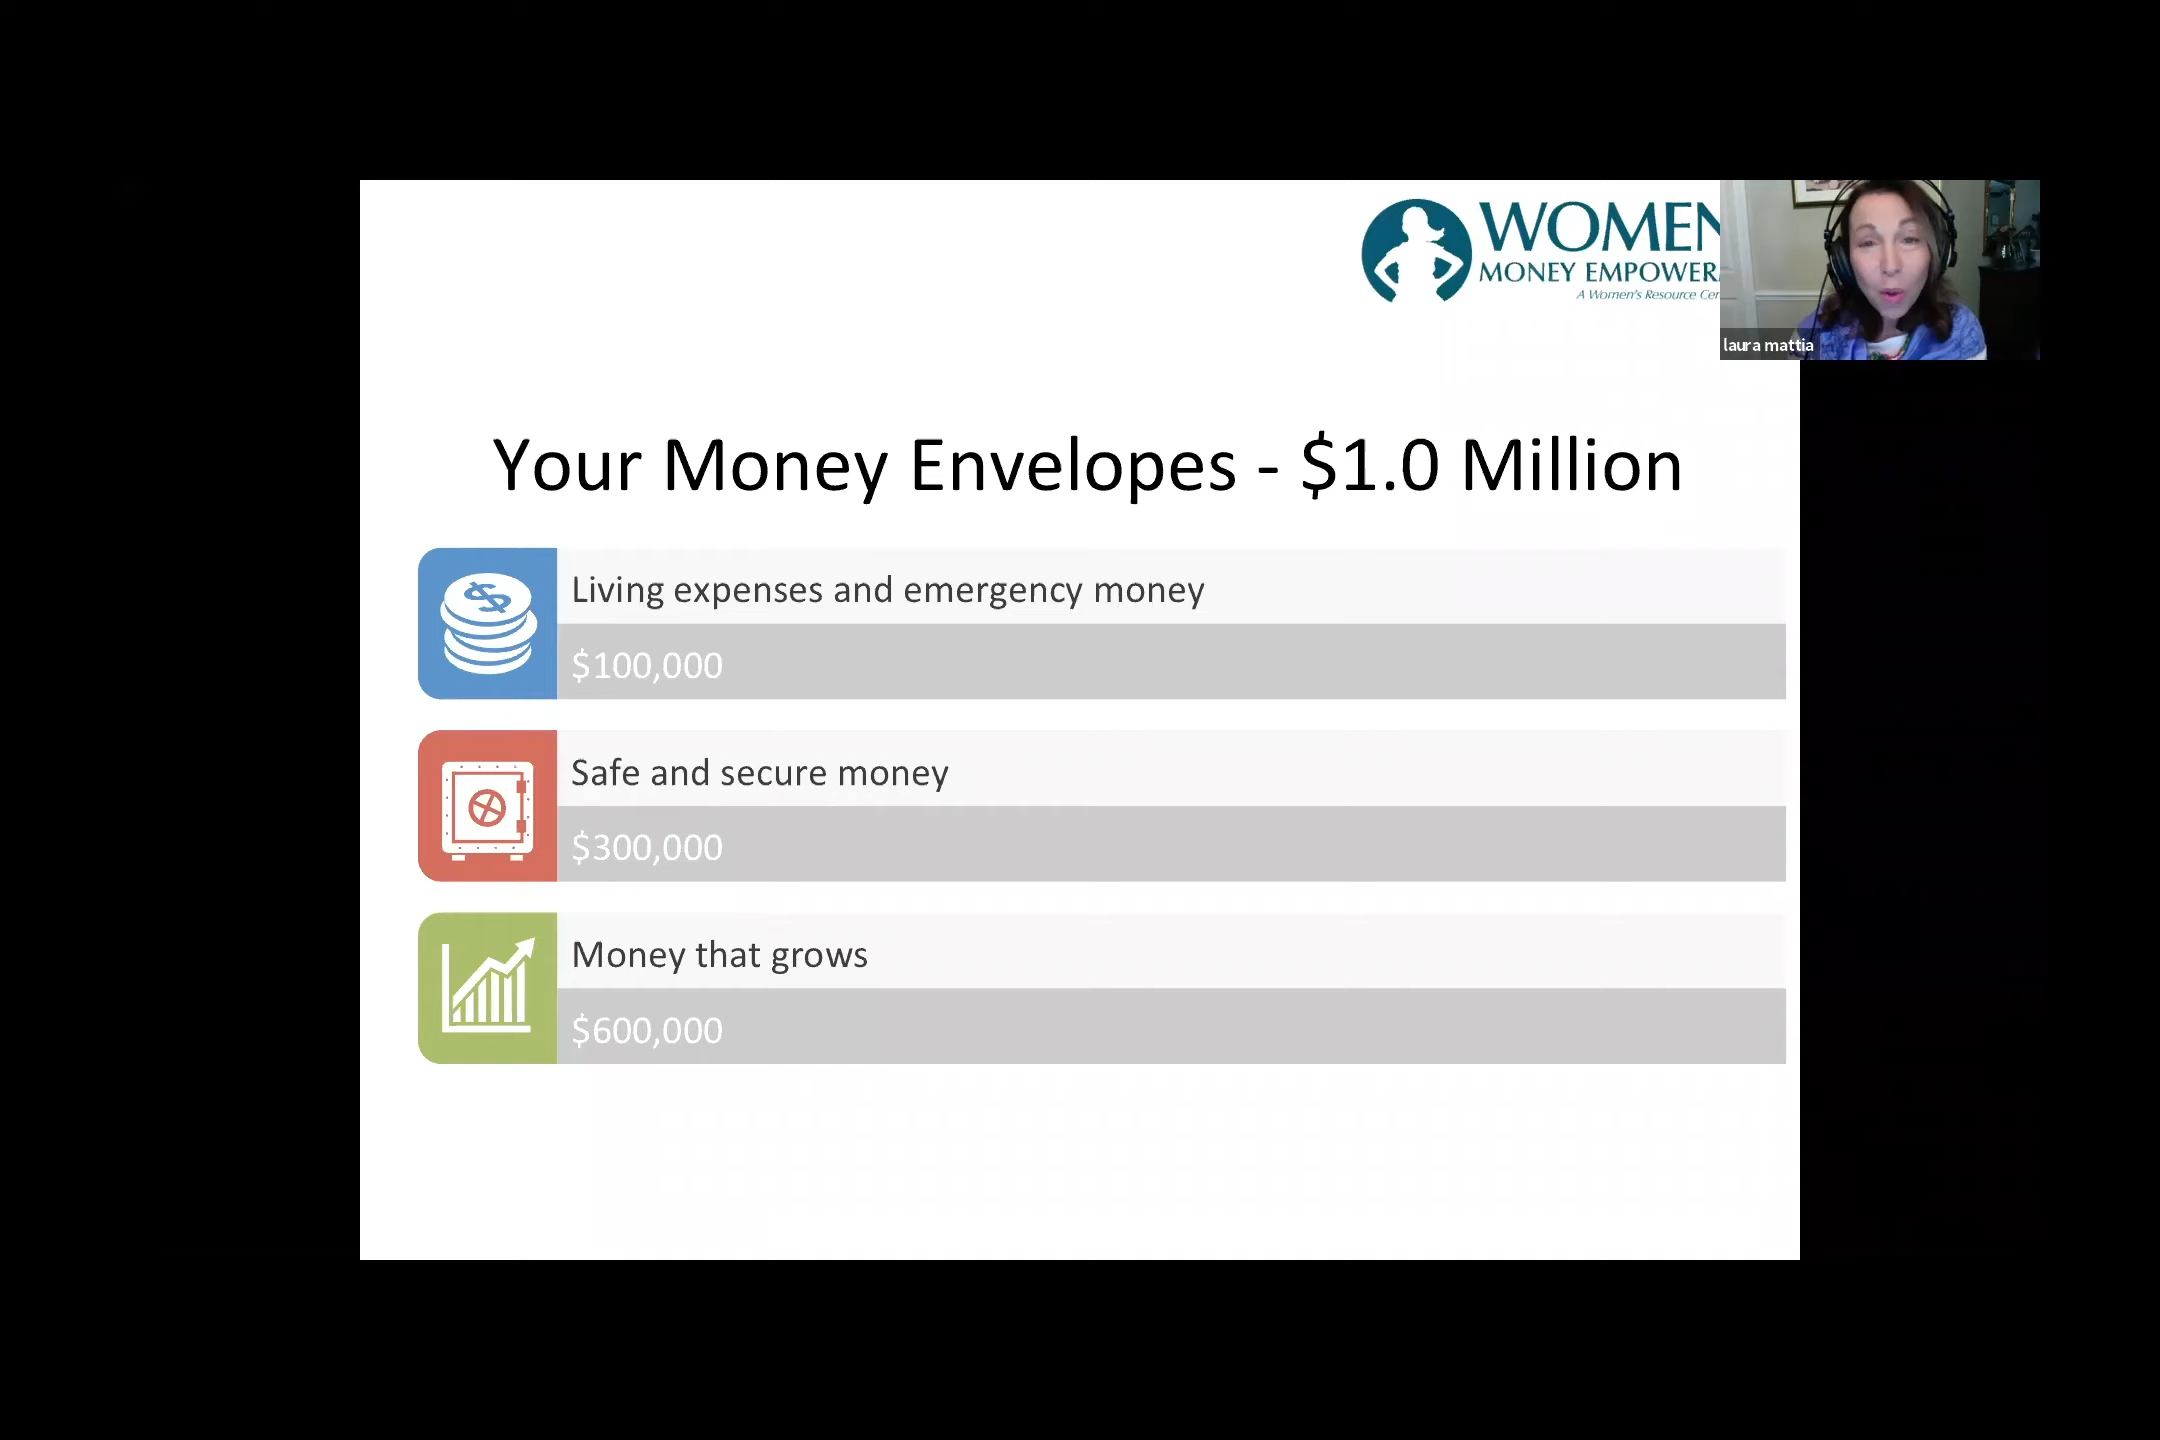 WOMEN
MONEY EMPOWER
A Women's Resource Cen
laura mattia
Your Money Envelopes - $1.0 Million
Living expenses and emergency money
$100,000
Safe and secure money
$300,000
Money that grows
$600,000